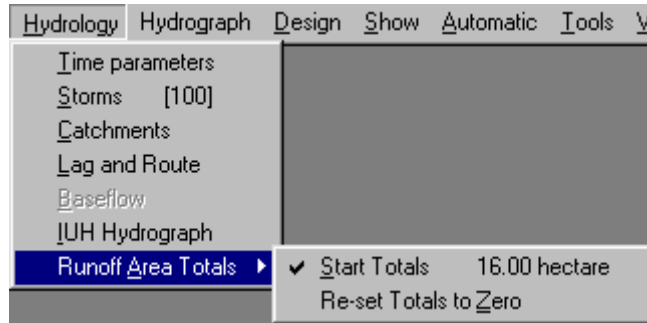 Hydrology Hydrograph Design Show Automatic Tools
Time parameters
Storms [100]
Catchments
Lag and Route
Baseflow
IUH Hydrograph
Runoff Area Totals
Start Totals 16.00 hectare
Re-set Totals to Zero